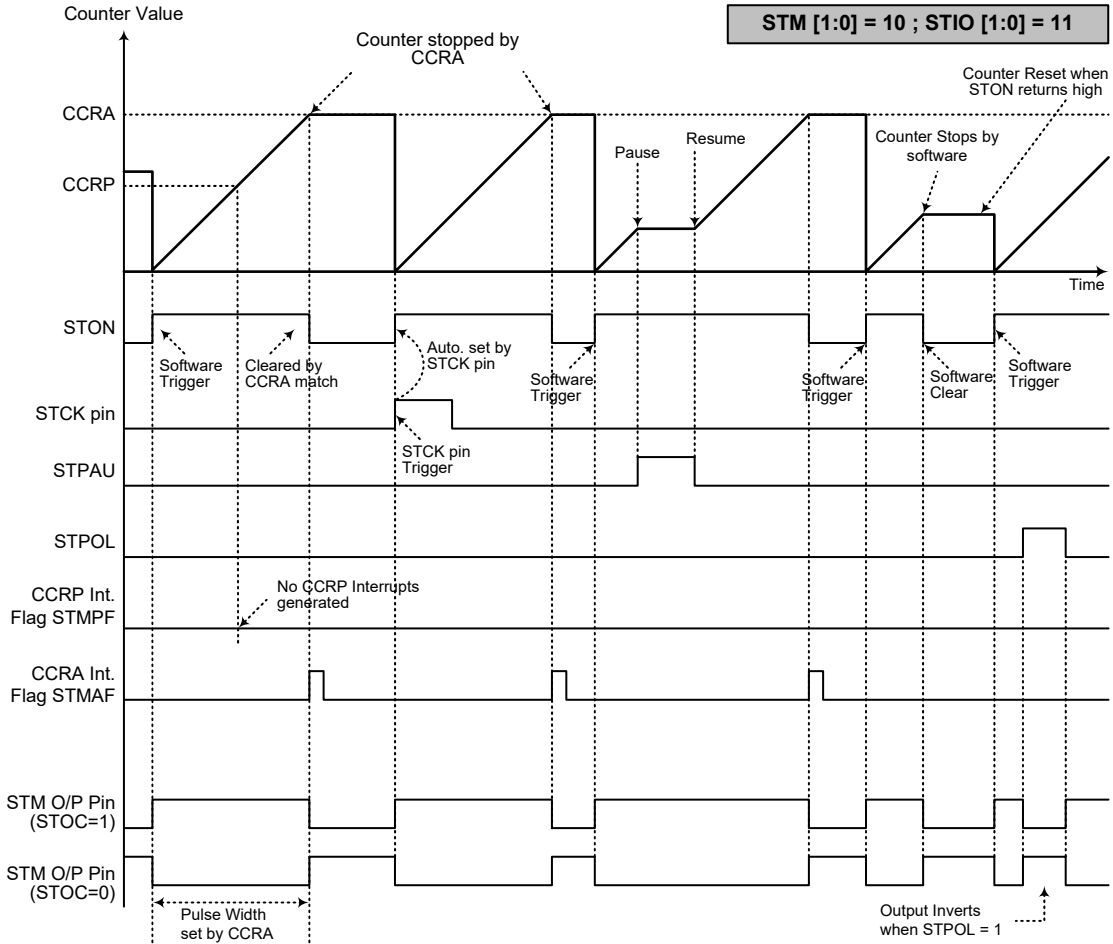 Counter Value
STM [1:0] = 10 ; STIO [1:0] = 11
Counter stopped by
CCRA
Counter Reset when
STON returns high
CCRA
Counter Stops by
software
Pause
Resume
CCRP
Time
STON
Software
Trigger
Cleared by
CCRA match
Auto. set by
STCK pin
Software
Trigger
Software
Trigger
Software
Clear
Software
Trigger
STCK pin
STCK pin
Trigger
STPAU
STPOL
CCRP Int.
Flag STMPF
No CCRP Interrupts
generated
CCRA Int.
Flag STMAF
STM O/P Pin
(STOC=1)
STM O/P Pin
(STOC=0)
Pulse Width
set by CCRA
Output Inverts
when STPOL = 1